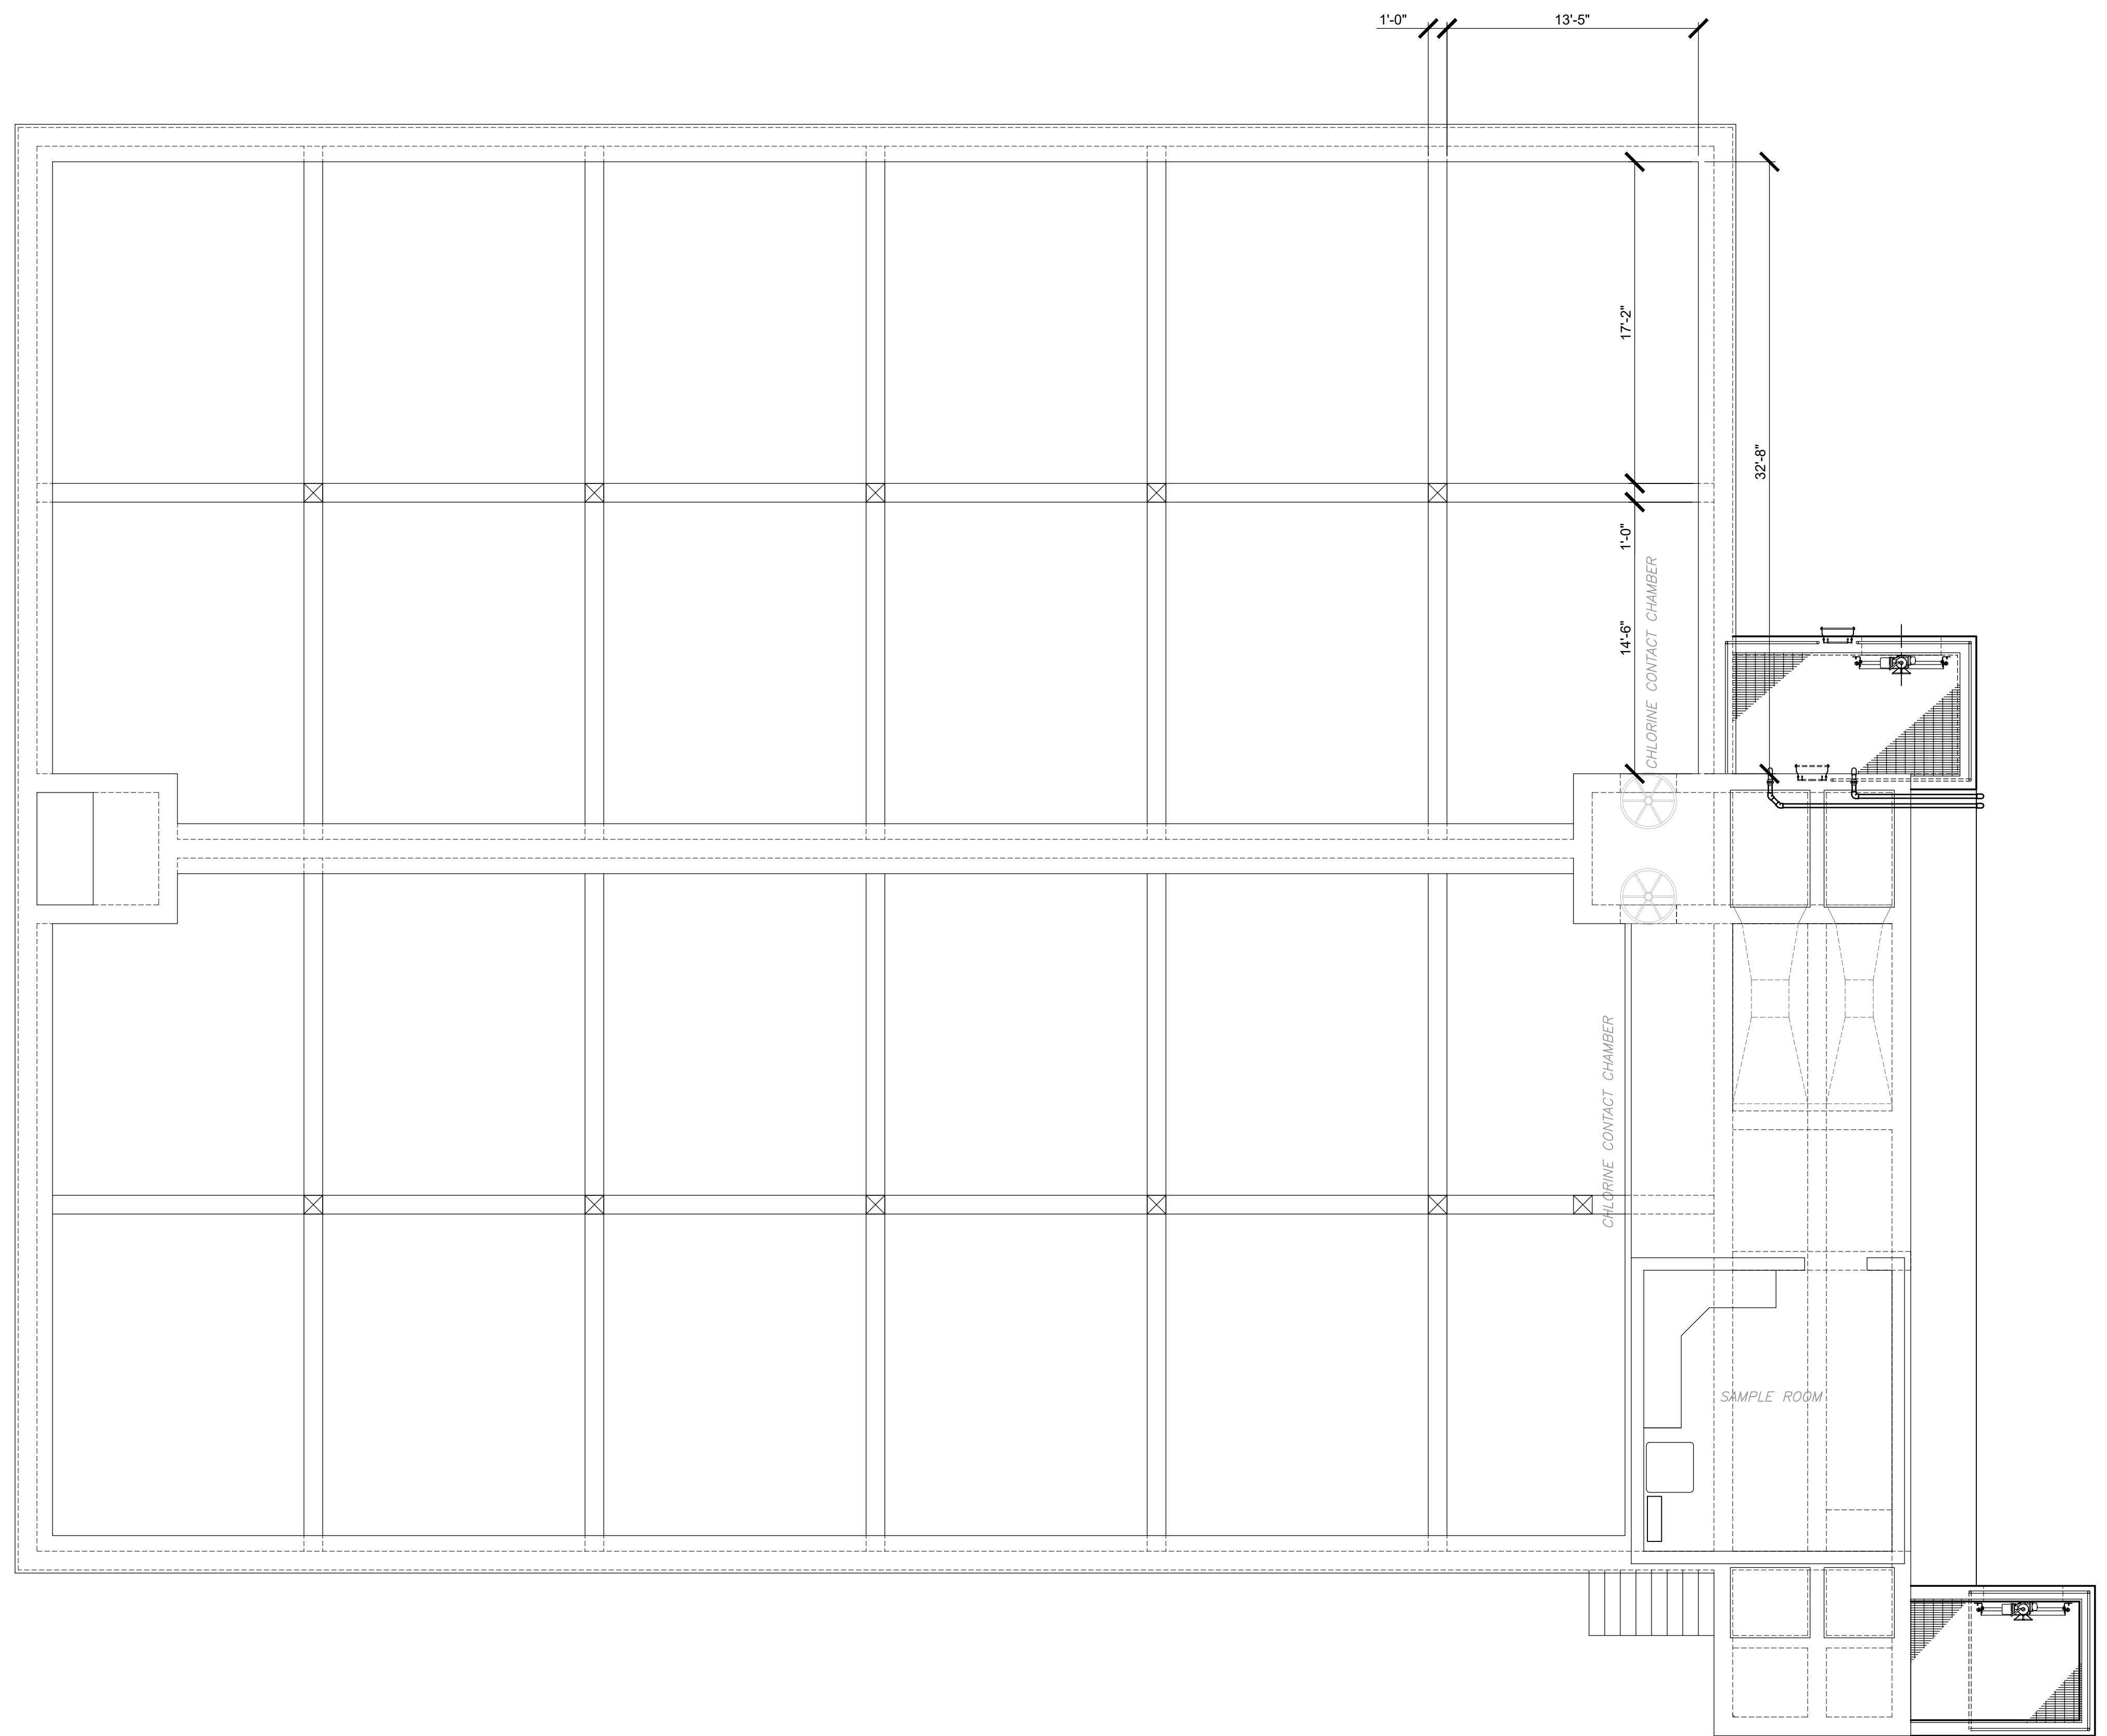 1'-0"
13'-5"
17'-2"
32'-8"
1'-0"
14'-6"
CHLORINE CONTACT CHAMBER
CHLORINE CONTACT CHAMBER
SAMPLE ROOM